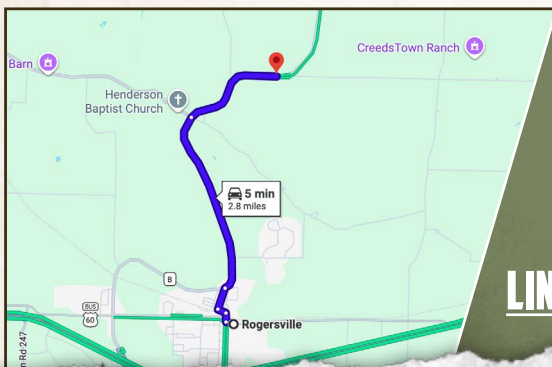 CreedsTown Ranch
Barn
Henderson
Baptist Church
5 min
2.8 miles
B
BUS
60
Rogersville
LIN
n Rd-247